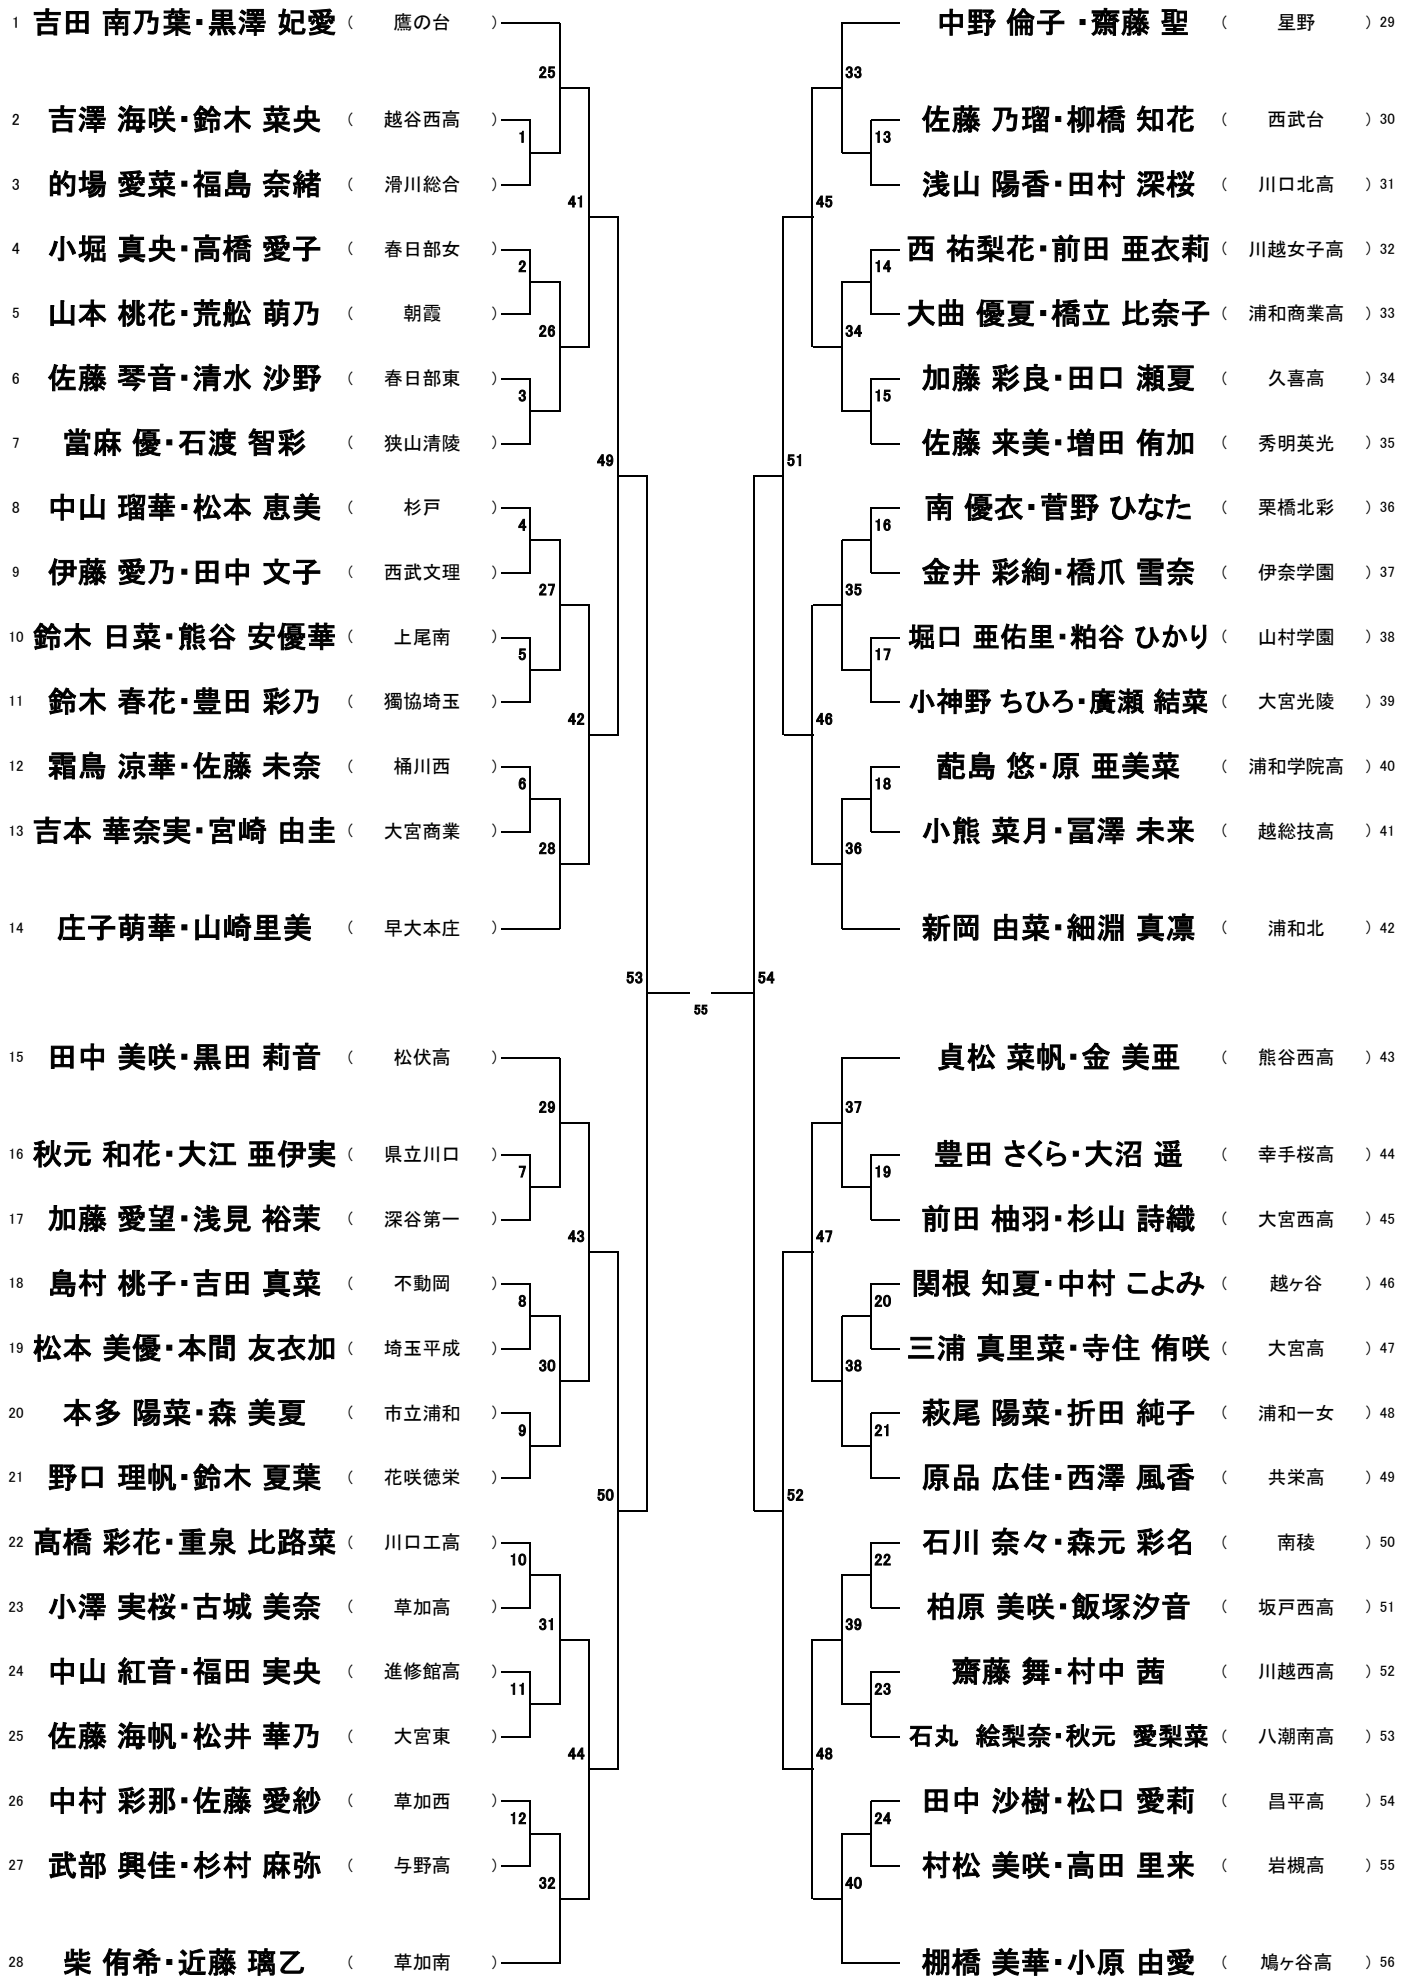 1 吉田 南乃葉・黒澤 妃愛 ( 鷹の台 )
25
2 吉澤 海咲・鈴木 菜央 ( 越谷西高 )
1
3 的場 愛菜・福島 奈緒 ( 滑川総合 )
41
4 小堀 真央・高橋 愛子 ( 春日部女 )
2
5 山本 桃花・荒舩 萌乃 ( 朝霞 )
26
6 佐藤 琴音・清水 沙野 ( 春日部東 )
3
7 當麻 優・石渡 智彩 ( 狭山清陵 )
49
8 中山 瑠華・松本 恵美 ( 杉戸 )
4
9 伊藤 愛乃・田中 文子 ( 西武文理 )
27
10 鈴木 日菜・熊谷 安優華 ( 上尾南 )
5
11 鈴木 春花・豊田 彩乃 ( 獨協埼玉 )
42
12 霜鳥 涼華・佐藤 未奈 ( 桶川西 )
6
13 吉本 華奈実・宮崎 由圭 ( 大宮商業 )
28
14 庄子萌華・山崎里美 ( 早大本庄 )
53
15 田中 美咲・黒田 莉音 ( 松伏高 )
29
16 秋元 和花・大江 亜伊実 ( 県立川口 )
7
17 加藤 愛望・浅見 裕茉 ( 深谷第一 )
43
18 島村 桃子・吉田 真菜 ( 不動岡 )
8
19 松本 美優・本間 友衣加 ( 埼玉平成 )
30
20 本多 陽菜・森 美夏 ( 市立浦和 )
9
21 野口 理帆・鈴木 夏葉 ( 花咲徳栄 )
50
22 髙橋 彩花・重泉 比路菜 ( 川口工高 )
10
23 小澤 実桜・古城 美奈 ( 草加高 )
31
24 中山 紅音・福田 実央 ( 進修館高 )
11
25 佐藤 海帆・松井 華乃 ( 大宮東 )
44
26 中村 彩那・佐藤 愛紗 ( 草加西 )
12
27 武部 興佳・杉村 麻弥 ( 与野高 )
32
28 柴 侑希・近藤 璃乙 ( 草加南 )
55
中野 倫子 ・齋藤 聖 ( 星野 ) 29
33
佐藤 乃瑠・柳橋 知花 ( 西武台 ) 30
13
浅山 陽香・田村 深桜 ( 川口北高 ) 31
45
西 祐梨花・前田 亜衣莉 ( 川越女子高 ) 32
14
大曲 優夏・橋立 比奈子 ( 浦和商業高 ) 33
34
加藤 彩良・田口 瀬夏 ( 久喜高 ) 34
15
佐藤 来美・増田 侑加 ( 秀明英光 ) 35
51
南 優衣・菅野 ひなた ( 栗橋北彩 ) 36
16
金井 彩絢・橋爪 雪奈 ( 伊奈学園 ) 37
35
堀口 亜佑里・粕谷 ひかり ( 山村学園 ) 38
17
小神野 ちひろ・廣瀬 結菜 ( 大宮光陵 ) 39
46
蓜島 悠・原 亜美菜 ( 浦和学院高 ) 40
18
小熊 菜月・冨澤 未来 ( 越総技高 ) 41
36
新岡 由菜・細淵 真凛 ( 浦和北 ) 42
54
貞松 菜帆・金 美亜 ( 熊谷西高 ) 43
37
豊田 さくら・大沼 遥 ( 幸手桜高 ) 44
19
前田 柚羽・杉山 詩織 ( 大宮西高 ) 45
47
関根 知夏・中村 こよみ ( 越ヶ谷 ) 46
20
三浦 真里菜・寺住 侑咲 ( 大宮高 ) 47
38
萩尾 陽菜・折田 純子 ( 浦和一女 ) 48
21
原品 広佳・西澤 風香 ( 共栄高 ) 49
52
石川 奈々・森元 彩名 ( 南稜 ) 50
22
柏原 美咲・飯塚汐音 ( 坂戸西高 ) 51
39
齋藤 舞・村中 茜 ( 川越西高 ) 52
23
石丸 絵梨奈・秋元 愛梨菜 ( 八潮南高 ) 53
48
田中 沙樹・松口 愛莉 ( 昌平高 ) 54
24
村松 美咲・高田 里来 ( 岩槻高 ) 55
40
棚橋 美華・小原 由愛 ( 鳩ヶ谷高 ) 56